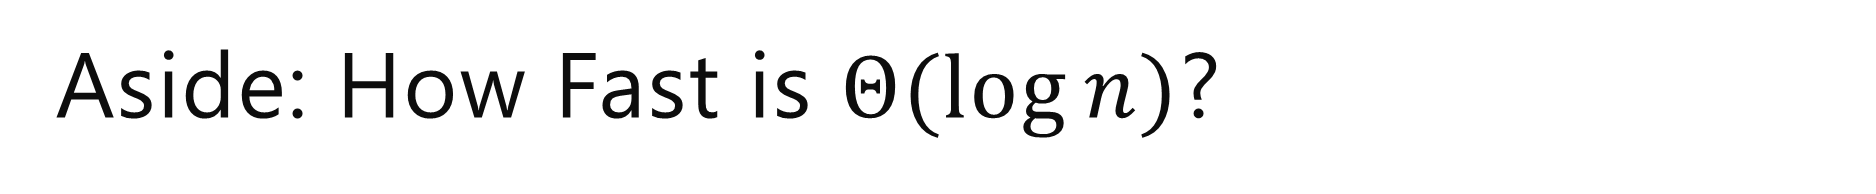 Aside: How Fast is Θ(log n)?